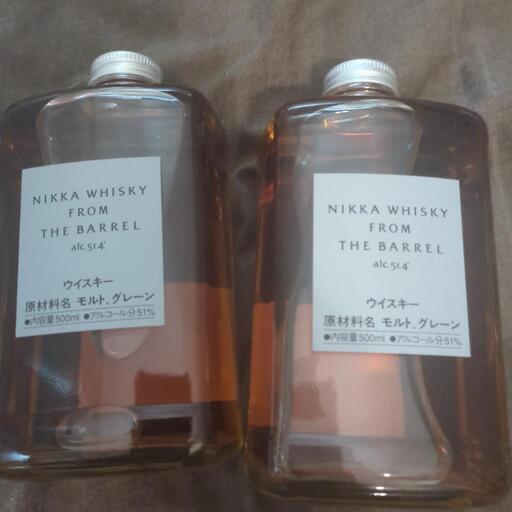 NIKKA WHISKY
FROM
THE BARREL
alc.51.4°
ウイスキー
原材料名 モルト、グレーン
●内容量500ml ●アルコール分51%
NIKKA WHISKY
FROM
THE BARREL
alc.51.4°
ウイスキー
原材料名 モルト、グレーン
●内容量500ml ●アルコール分51%